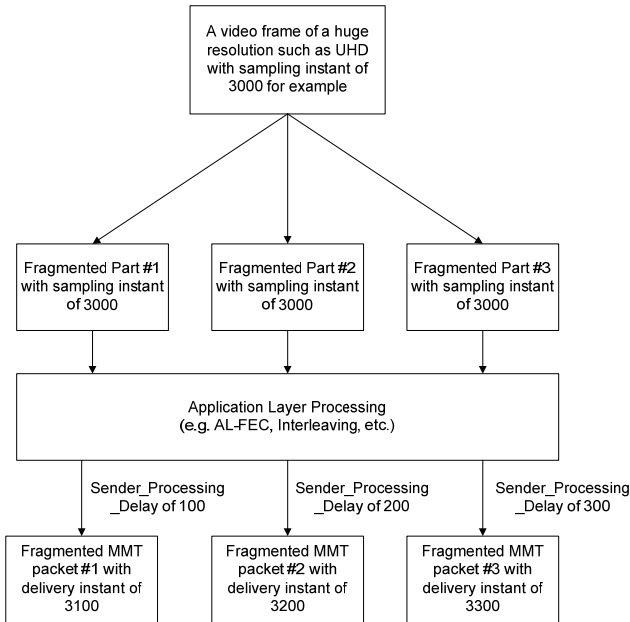 A video frame of a huge
resolution such as UHD
with sampling instant of
3000 for example
Fragmented Part #1
with sampling instant
of 3000
Fragmented Part #2
with sampling instant
of 3000
Fragmented Part #3
with sampling instant
of 3000
Application Layer Processing
(e.g. AL-FEC, Interleaving, etc.)
Sender_Processing
_Delay of 100
Sender_Processing
_Delay of 200
Sender_Processing
_Delay of 300
Fragmented MMT
packet #1 with
delivery instant of
3100
Fragmented MMT
packet #2 with
delivery instant of
3200
Fragmented MMT
packet #3 with
delivery instant of
3300